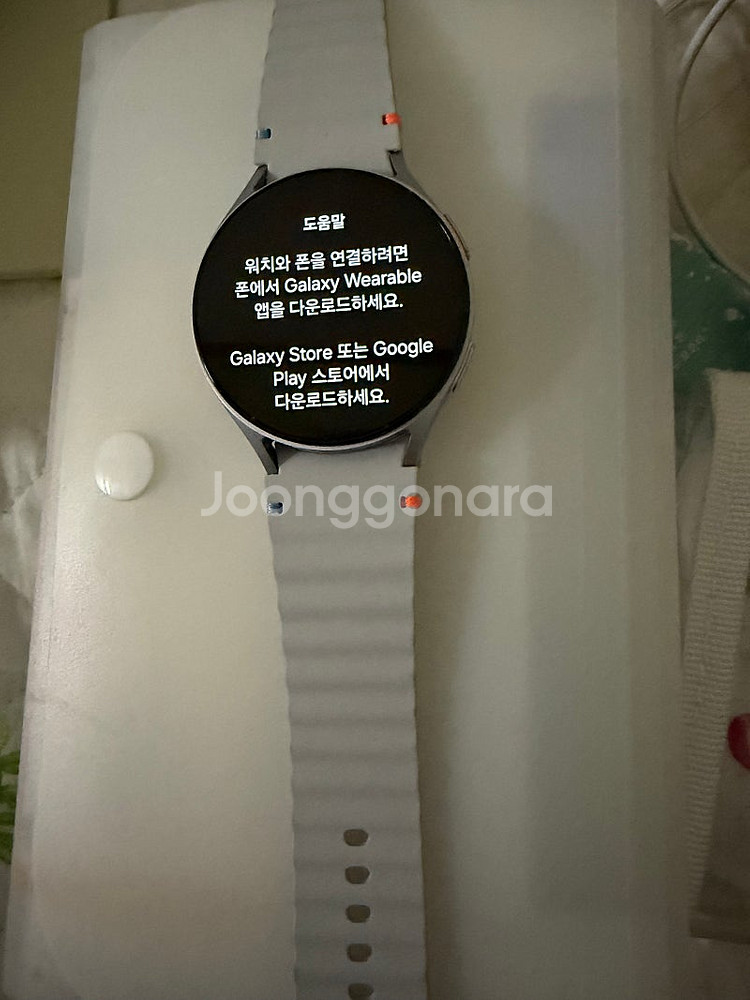 도움말
워치와 폰을 연결하려면
폰에서 Galaxy Wearable
앱을 다운로드하세요.
Galaxy Store 또는 Google
Play 스토어에서
다운로드하세요.
Joonggonara